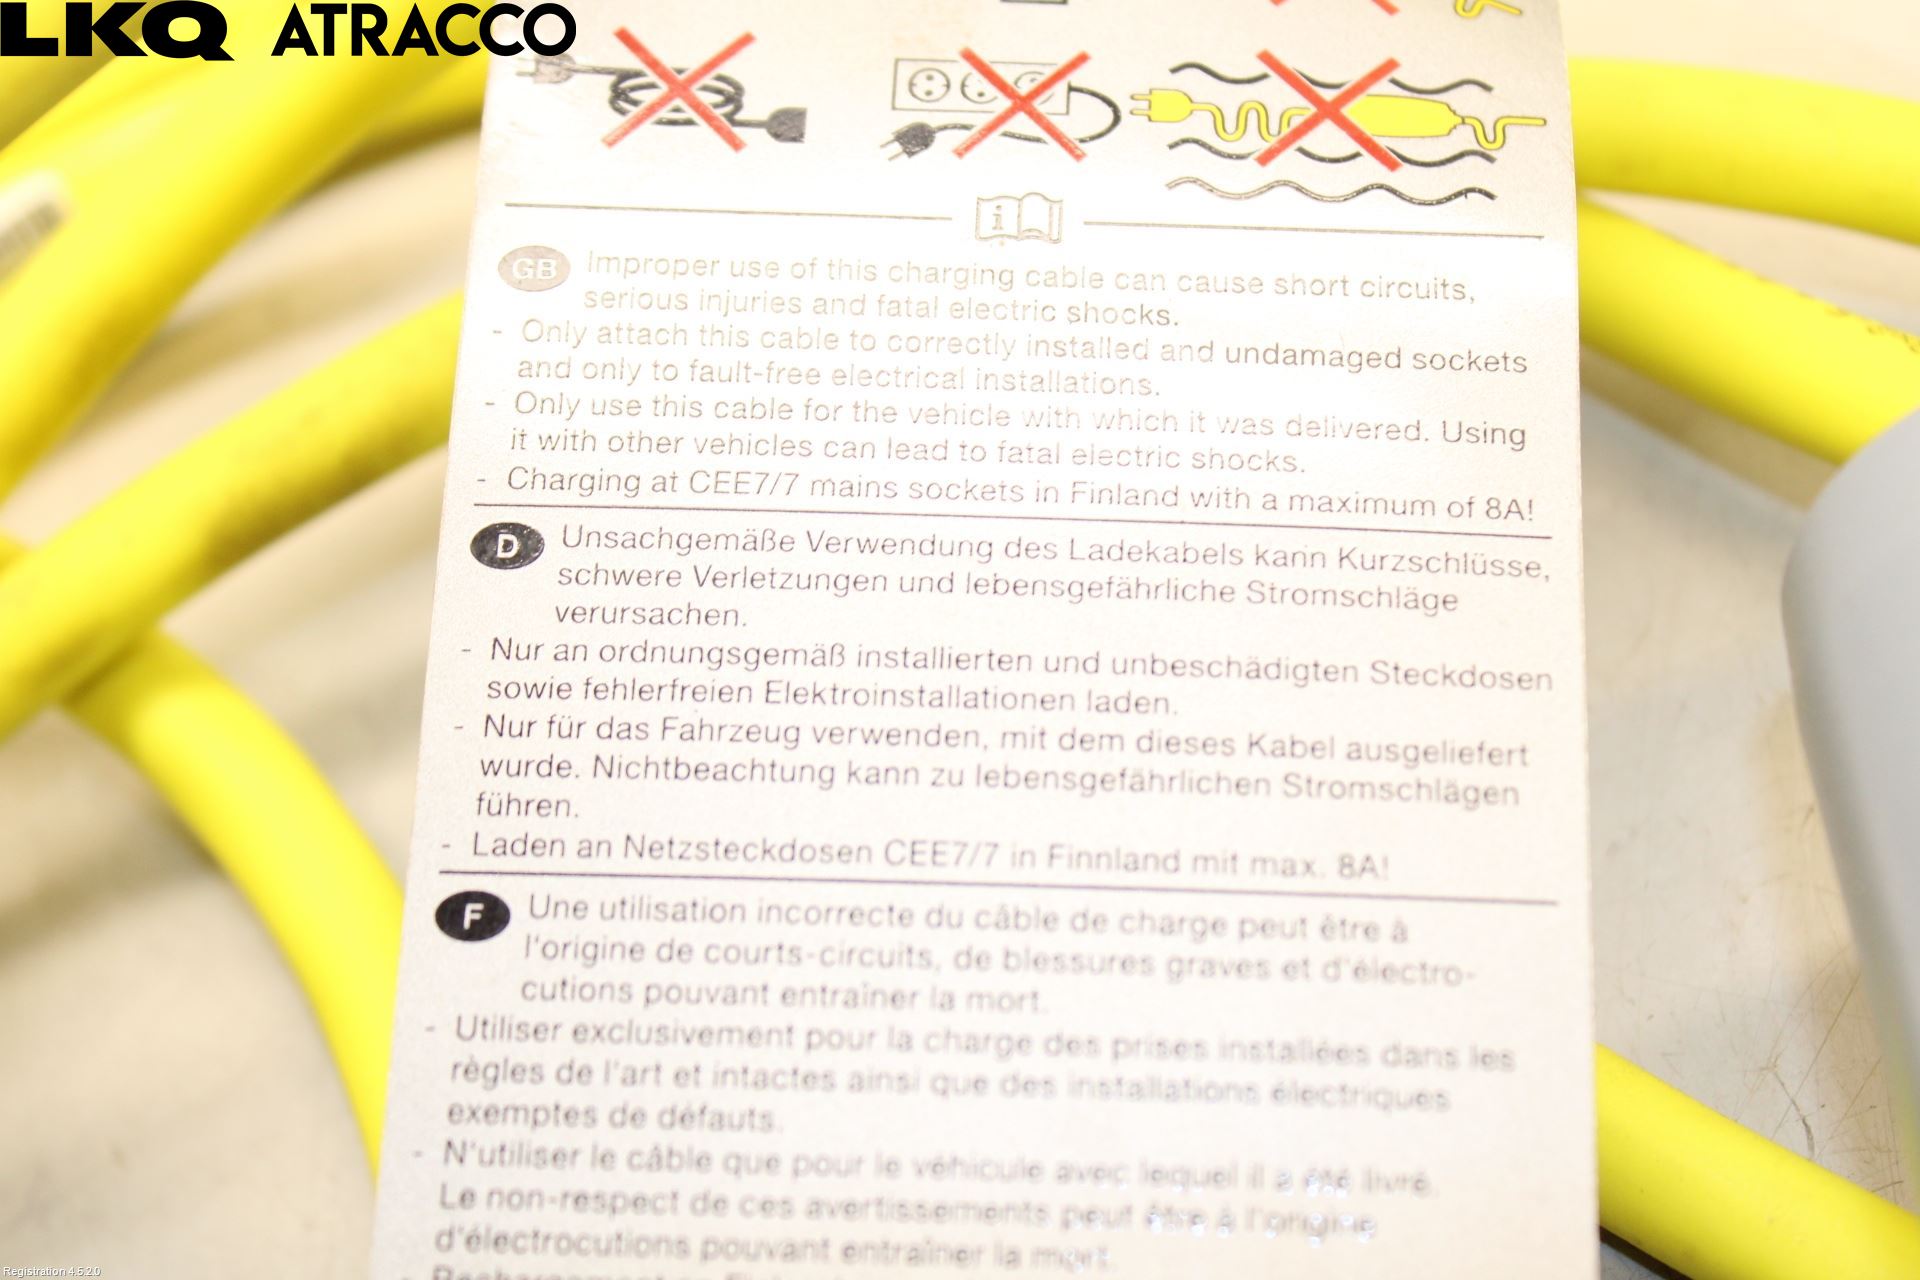 LKQ ATRACCO
i
GB Improper use of this charging cable can cause short circuits,
serious injuries and fatal electric shocks.
- Only attach this cable to correctly installed and undamaged sockets
and only to fault-free electrical installations.
- Only use this cable for the vehicle with which it was delivered. Using
it with other vehicles can lead to fatal electric shocks.
- Charging at CEE7/7 mains sockets in Finland with a maximum of 8A!
D Unsachgemäße Verwendung des Ladekabels kann Kurzschlüsse,
schwere Verletzungen und lebensgefährliche Stromschläge
verursachen.
- Nur an ordnungsgemäß installierten und unbeschädigten Steckdosen
sowie fehlerfreien Elektroinstallationen laden.
- Nur für das Fahrzeug verwenden, mit dem dieses Kabel ausgeliefert
wurde. Nichtbeachtung kann zu lebensgefährlichen Stromschlägen
führen.
- Laden an Netzsteckdosen CEE7/7 in Finnland mit max. 8A!
F Une utilisation incorrecte du câble de charge peut être à
l'origine de courts-circuits, de blessures graves et d'électro-
cutions pouvant entraîner la mort.
- Utiliser exclusivement pour la charge des prises installées dans les
règles de l'art et intactes ainsi que des installations électriques
exemptes de défauts.
- N'utiliser le câble que pour le véhicule avec lequel il a été livré.
Le non-respect de ces avertissements peut être à l'origine
d'électrocutions pouvant entraîner la mort.
Registration 4.5.2.0